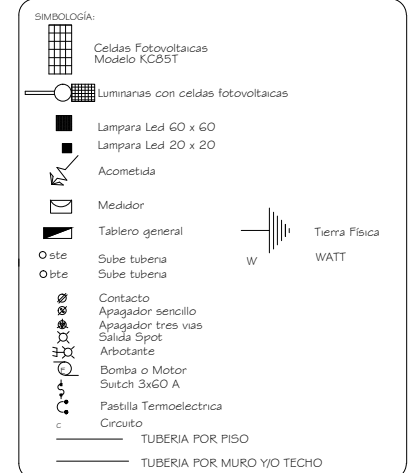 SIMBOLOGÍA:
Celdas Fotovoltaicas
Modelo KC85T
Luminarias con celdas fotovoltaicas
Lampara Led 60 x 60
Lampara Led 20 x 20
Acometida
Medidor
Tablero general
Tierra Física
ste Sube tuberia
W WATT
bte Sube tuberia
Contacto
Apagador sencillo
Apagador tres vias
Salida Spot
Arbotante
Bomba o Motor
Suitch 3x60 A
Pastilla Termoelectrica
c Circuito
TUBERIA POR PISO
TUBERIA POR MURO Y/O TECHO